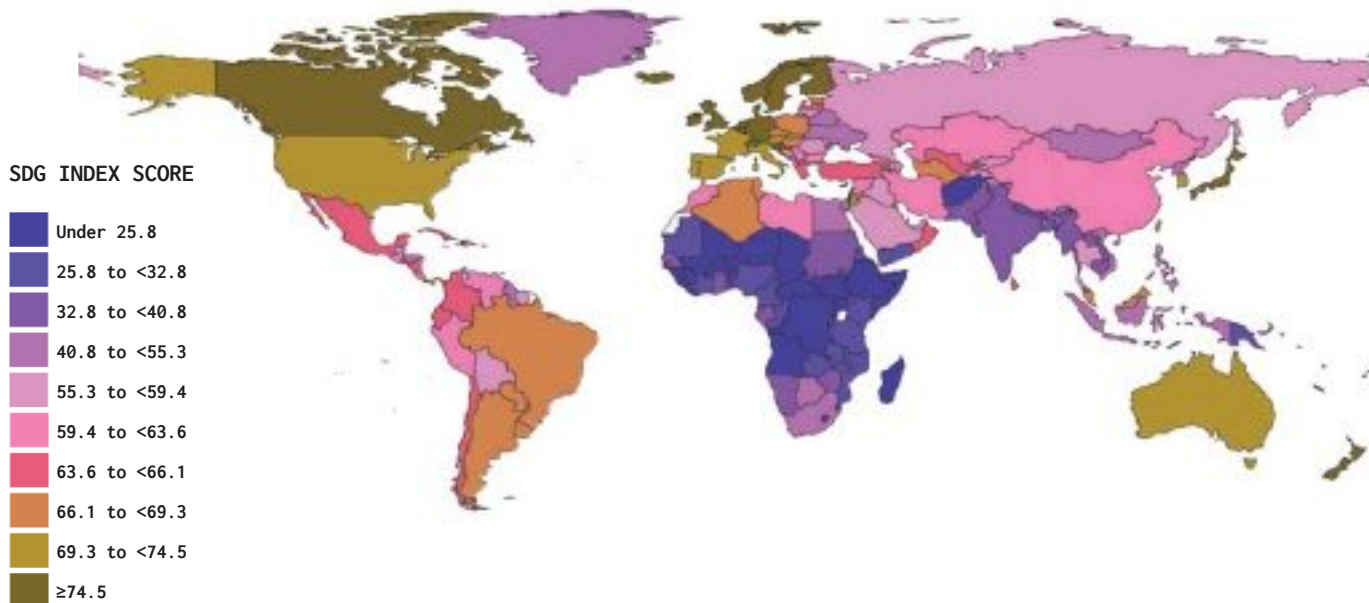 SDG INDEX SCORE
Under 25.8
25.8 to <32.8
32.8 to <40.8
40.8 to <55.3
55.3 to <59.4
59.4 to <63.6
63.6 to <66.1
66.1 to <69.3
69.3 to <74.5
≥74.5